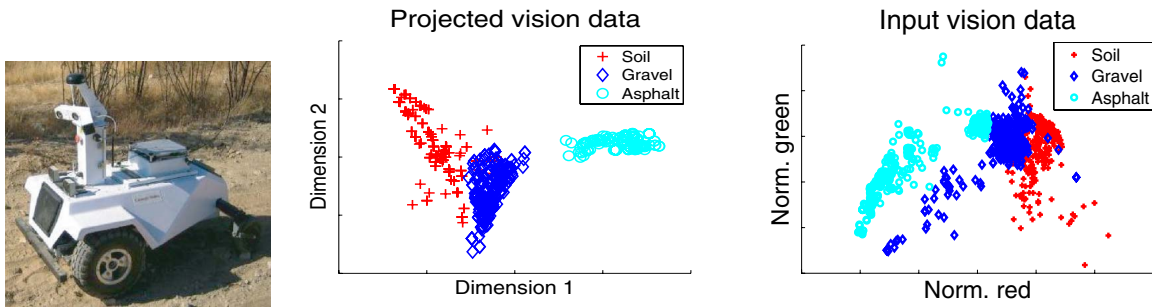 Projected vision data
Soil
Gravel
Asphalt
Dimension 2
Dimension 1
Input vision data
Soil
Gravel
Asphalt
Norm. green
Norm. red